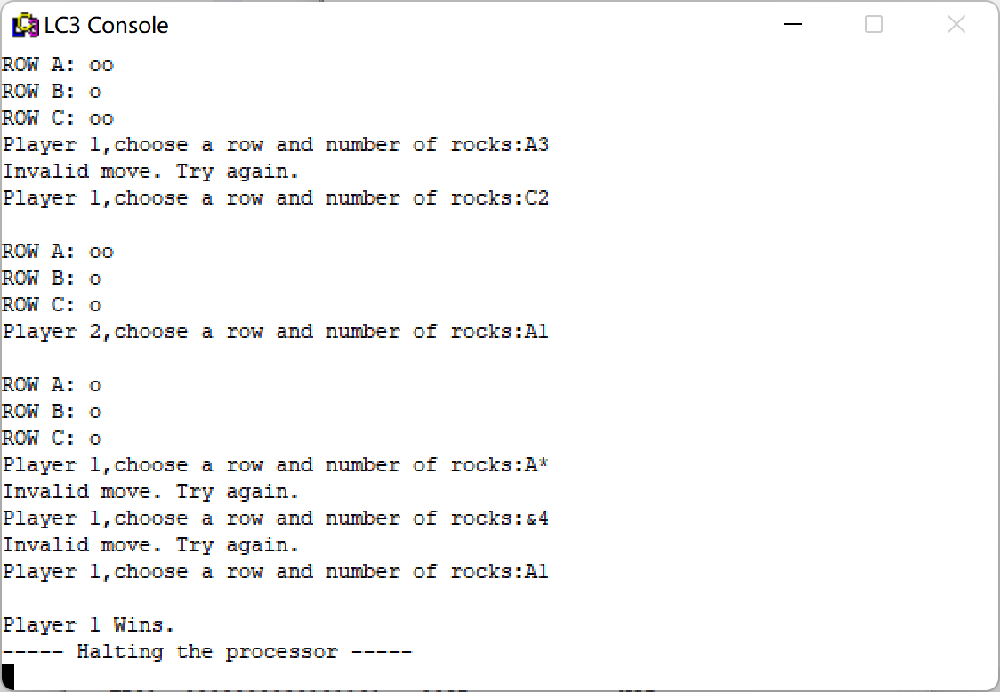 LC3 Console
ROW A: oo
ROW B: o
ROW C: oo
Player 1,choose a row and number of rocks:A3
Invalid move. Try again.
Player 1,choose a row and number of rocks:C2
ROW A: oo
ROW B: o
ROW C: o
Player 2,choose a row and number of rocks:A1
ROW A: o
ROW B: o
ROW C: o
Player 1,choose a row and number of rocks:A*
Invalid move. Try again.
Player 1,choose a row and number of rocks:&4
Invalid move. Try again.
Player 1,choose a row and number of rocks:A1
Player 1 Wins.
----- Halting the processor -----